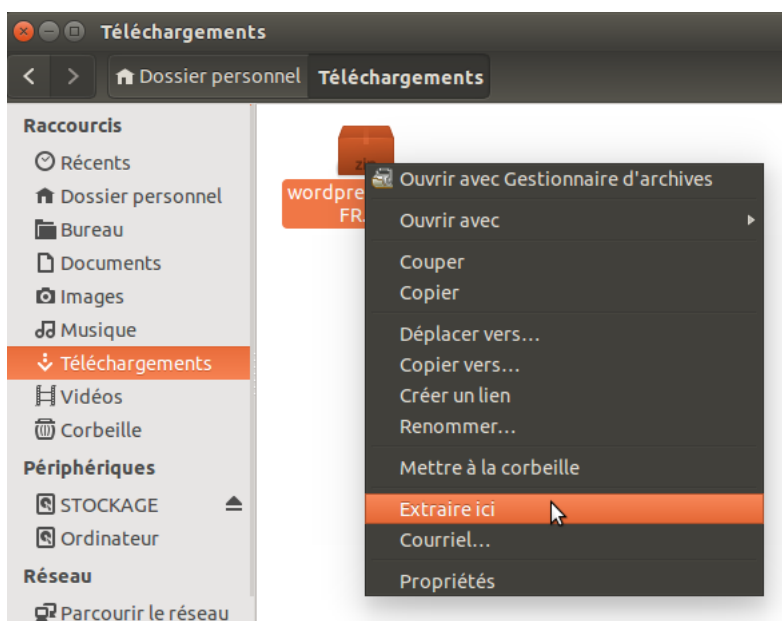 Téléchargements
Dossier personnel Téléchargements
Raccourcis
Récents
Dossier personnel
Bureau
Documents
Images
Musique
Téléchargements
Vidéos
Corbeille
Périphériques
STOCKAGE
Ordinateur
Réseau
Parcourir le réseau
zip
wordpre
FR.
Ouvrir avec Gestionnaire d'archives
Ouvrir avec
Couper
Copier
Déplacer vers…
Copier vers…
Créer un lien
Renommer…
Mettre à la corbeille
Extraire ici
Courriel…
Propriétés